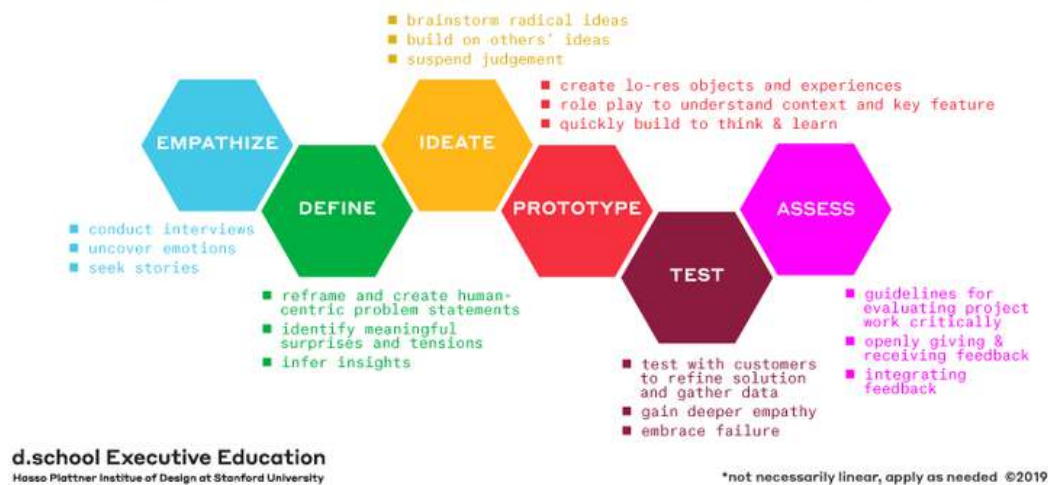 ■ brainstorm radical ideas
■ build on others' ideas
■ suspend judgement
■ create lo-res objects and experiences
■ role play to understand context and key feature
■ quickly build to think & learn
EMPATHIZE
IDEATE
DEFINE
PROTOTYPE
ASSESS
TEST
■ conduct interviews
■ uncover emotions
■ seek stories
■ reframe and create human-
centric problem statements
■ identify meaningful
surprises and tensions
■ infer insights
■ test with customers
to refine solution
and gather data
■ gain deeper empathy
■ embrace failure
■ guidelines for
evaluating project
work critically
■ openly giving &
receiving feedback
■ integrating
feedback
d.school Executive Education
Hasso Plattner Institue of Design at Stanford University
*not necessarily linear, apply as needed ©2019